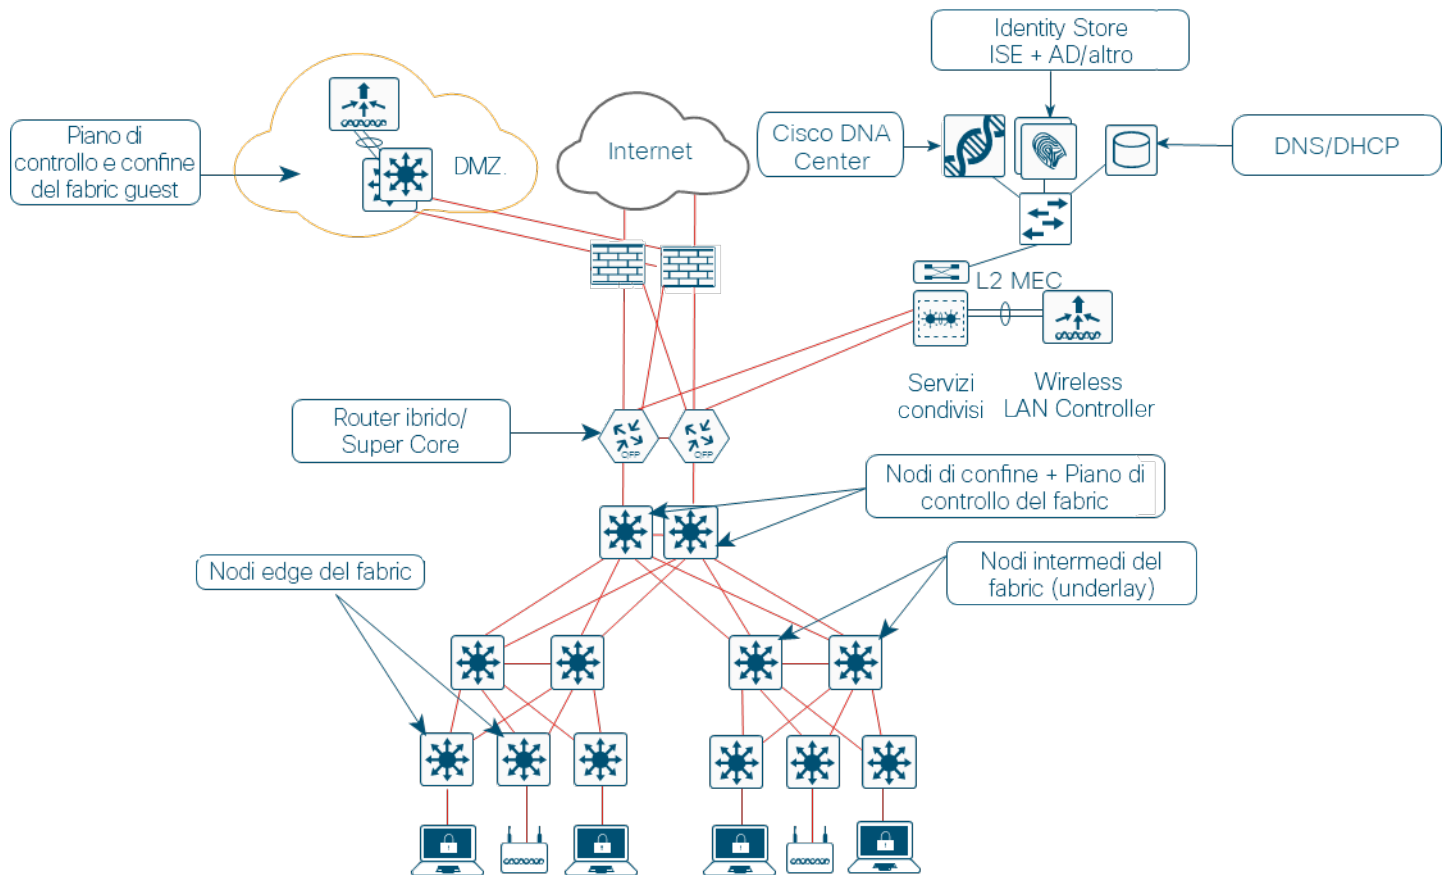 Identity Store
ISE + AD/altro
Piano di
controllo e confine
del fabric guest
DMZ.
Internet
Cisco DNA
Center
DNS/DHCP
L2 MEC
Servizi
condivisi
Wireless
LAN Controller
Router ibrido/
Super Core
QFP
QFP
Nodi di confine + Piano di
controllo del fabric
Nodi edge del fabric
Nodi intermedi del
fabric (underlay)